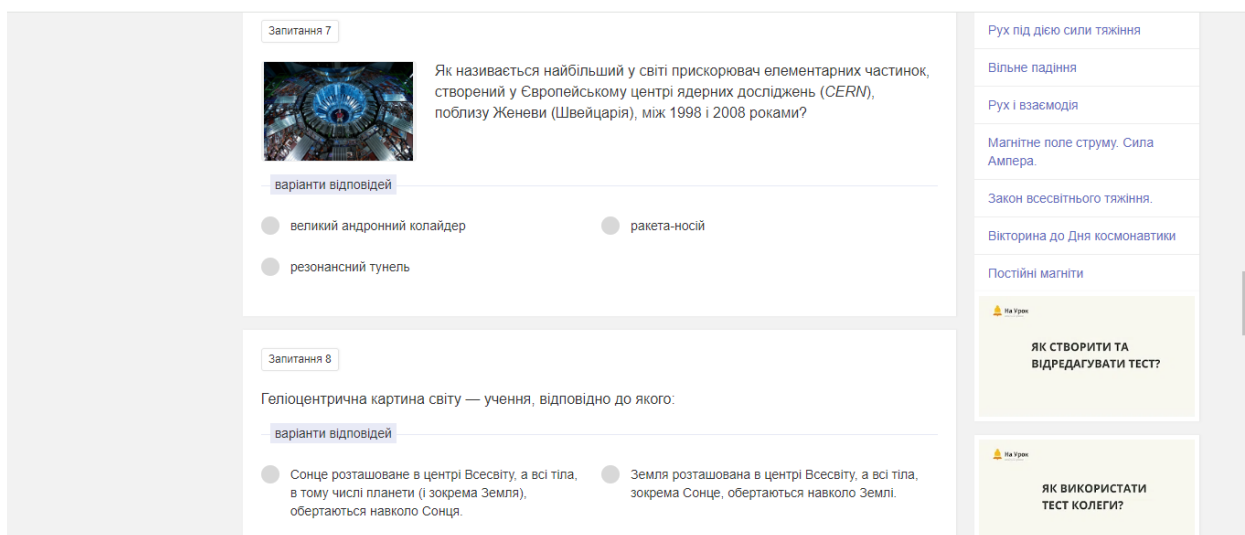 Запитання 7
Як називається найбільший у світі прискорювач елементарних частинок,
створений у Європейському центрі ядерних досліджень (CERN),
поблизу Женеви (Швейцарія), між 1998 і 2008 роками?
варіанти відповідей
великий андронний колайдер
ракета-носій
резонансний тунель
Запитання 8
Геліоцентрична картина світу — учення, відповідно до якого:
варіанти відповідей
Сонце розташоване в центрі Всесвіту, а всі тіла,
в тому числі планети (і зокрема Земля),
обертаються навколо Сонця.
Земля розташована в центрі Всесвіту, а всі тіла,
зокрема Сонце, обертаються навколо Землі.
Рух під дією сили тяжіння
Вільне падіння
Рух і взаємодія
Магнітне поле струму. Сила
Ампера.
Закон всесвітнього тяжіння.
Вікторина до Дня космонавтики
Постійні магніти
На Урок
ЯК СТВОРИТИ ТА
ВІДРЕДАГУВАТИ ТЕСТ?
На Урок
ЯК ВИКОРИСТАТИ
ТЕСТ КОЛЕГИ?